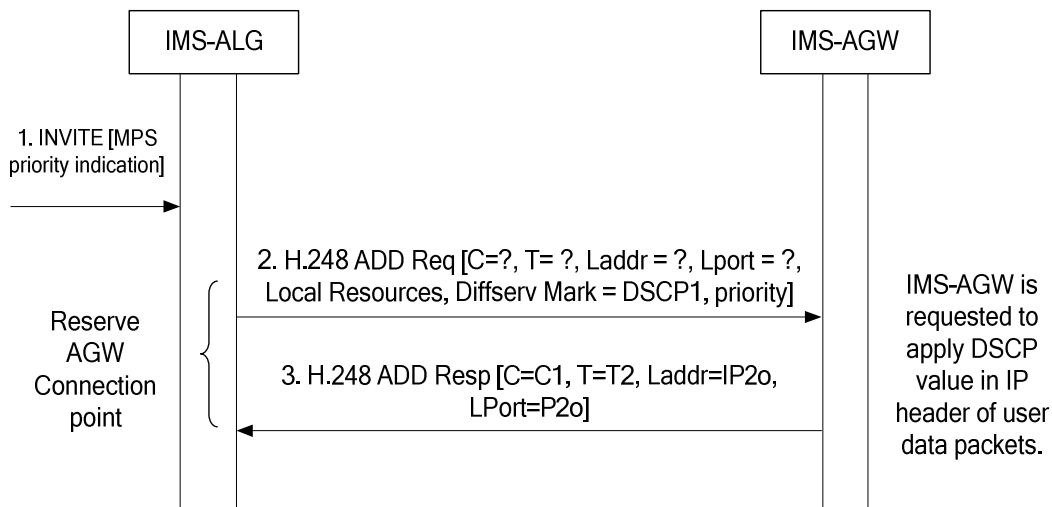 IMS-ALG
IMS-AGW
1. INVITE [MPS
priority indication]
2. H.248 ADD Req [C=?, T= ?, Laddr = ?, Lport = ?,
Local Resources, Diffserv Mark = DSCP1, priority]
Reserve
AGW
Connection
point
3. H.248 ADD Resp [C=C1, T=T2, Laddr=IP2o,
LPort=P2o]
IMS-AGW is
requested to
apply DSCP
value in IP
header of user
data packets.